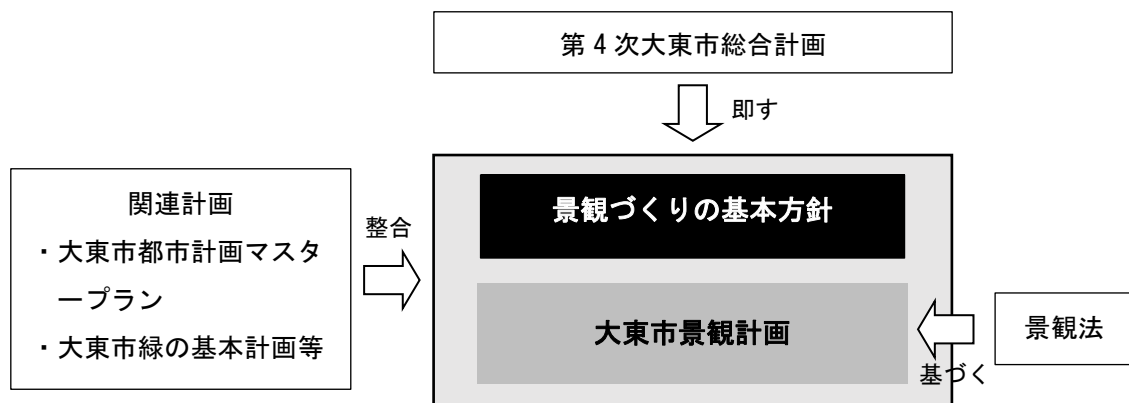 第4次大東市総合計画
即す
関連計画
・大東市都市計画マスタ
ープラン
・大東市緑の基本計画等
整合
景観づくりの基本方針
大東市景観計画
基づく
景観法